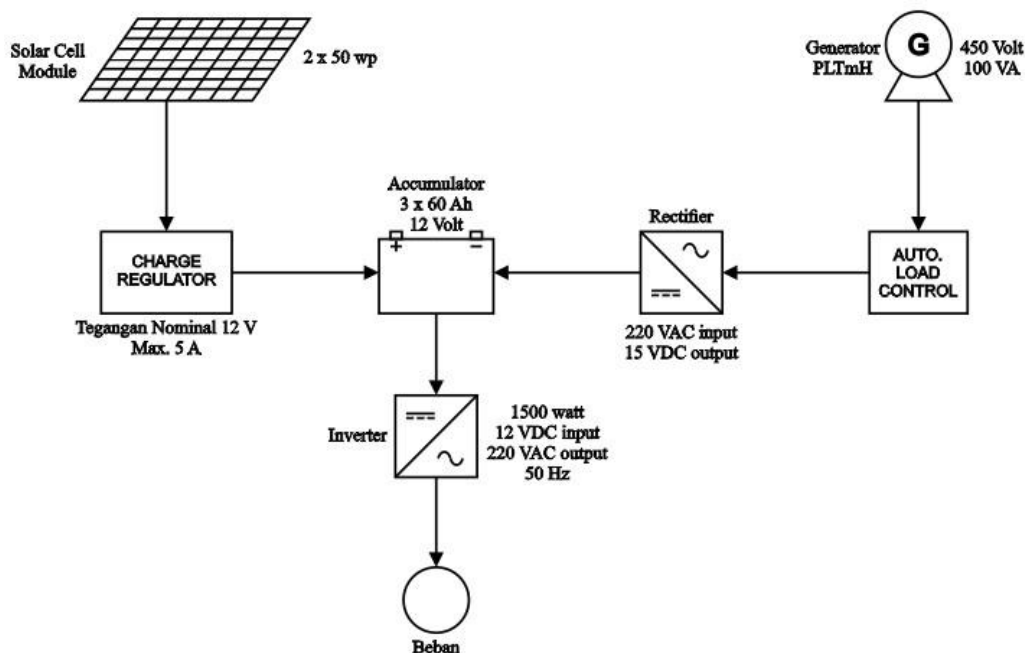 Solar Cell
Module
2 x 50 wp
Generator
PLTmH
G
450 Volt
100 VA
Accumulator
3 x 60 Ah
12 Volt
+ −
Rectifier
CHARGE
REGULATOR
AUTO.
LOAD
CONTROL
Tegangan Nominal 12 V
Max. 5 A
220 VAC input
15 VDC output
Inverter
1500 watt
12 VDC input
220 VAC output
50 Hz
Beban